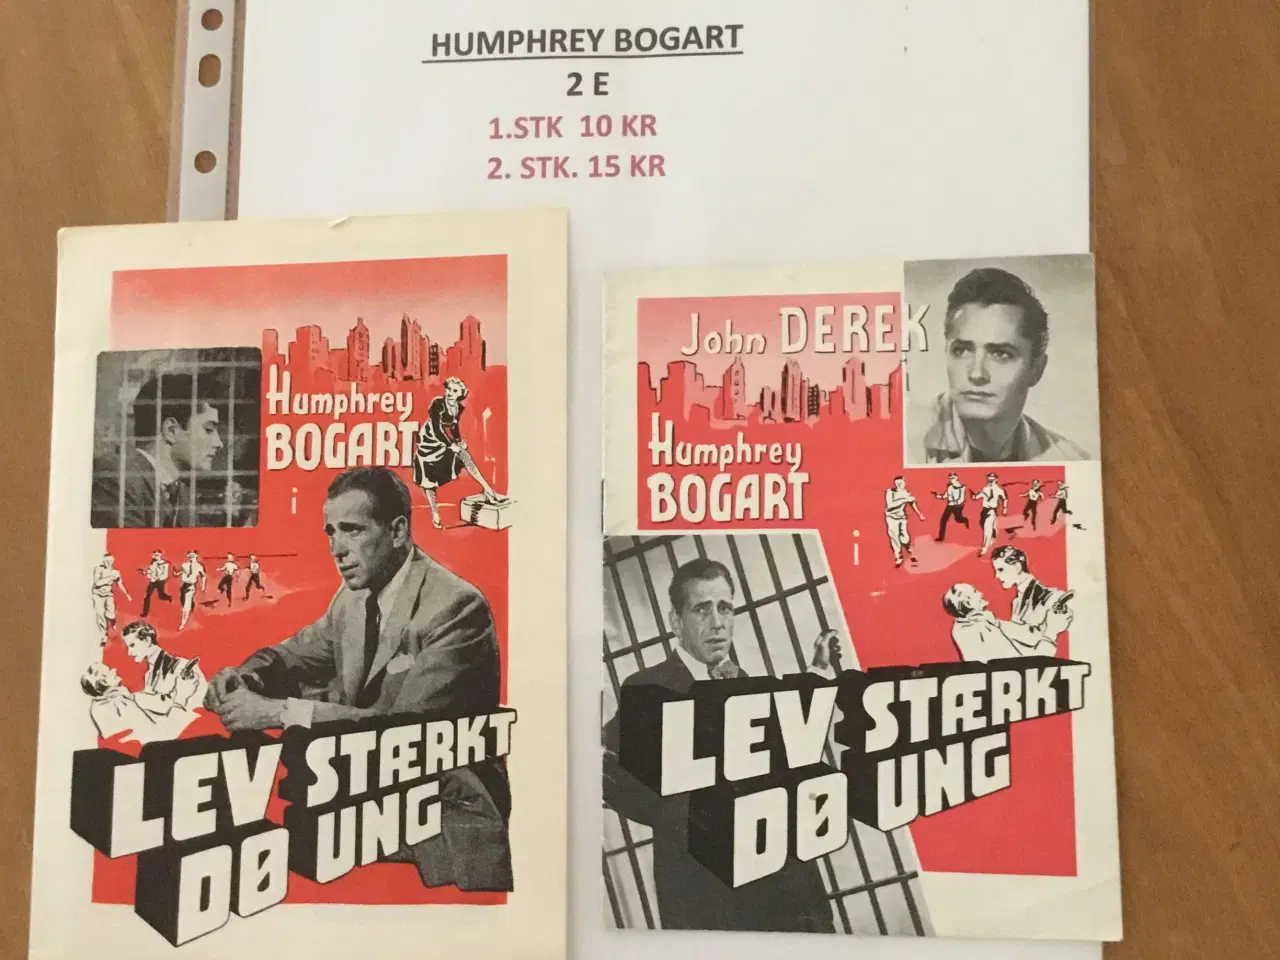 HUMPHREY BOGART
2 E
1.STK 10 KR
2. STK. 15 KR
Humphrey
BOGART
i
LEV STÆRKT
DØ UNG
John DEREK
Humphrey
BOGART
i
LEV STÆRKT
DØ UNG